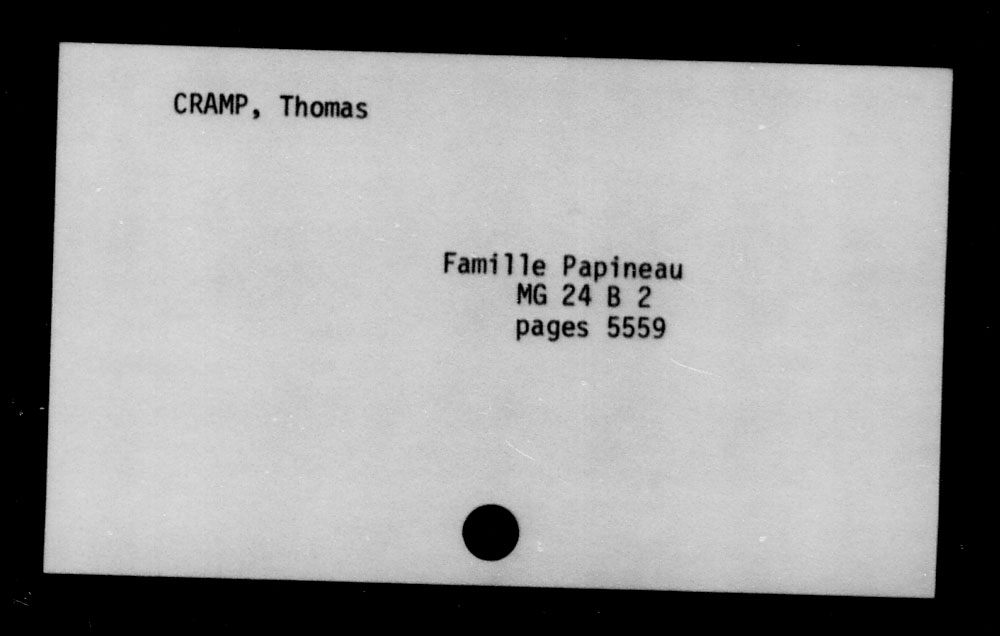 CRAMP, Thomas
Famille Papineau
MG 24 B 2
pages 5559